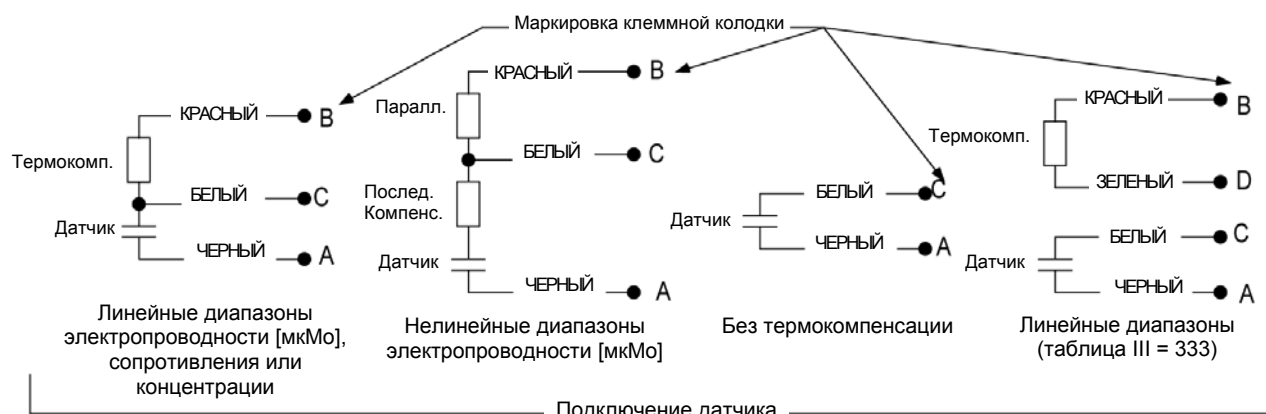 Маркировка клеммной колодки
КРАСНЫЙ
B
Термокомп.
БЕЛЫЙ
C
Датчик
ЧЕРНЫЙ
A
Линейные диапазоны
электропроводности [мкМо],
сопротивления или
концентрации
КРАСНЫЙ
B
Паралл.
БЕЛЫЙ
C
Послед.
Компенс.
Датчик
ЧЕРНЫЙ
A
Нелинейные диапазоны
электропроводности [мкМо]
БЕЛЫЙ
C
Датчик
ЧЕРНЫЙ
A
Без термокомпенсации
КРАСНЫЙ
B
Термокомп.
ЗЕЛЕНЫЙ
D
БЕЛЫЙ
C
Датчик
ЧЕРНЫЙ
A
Линейные диапазоны
(таблица III = 333)
Подключение датчика